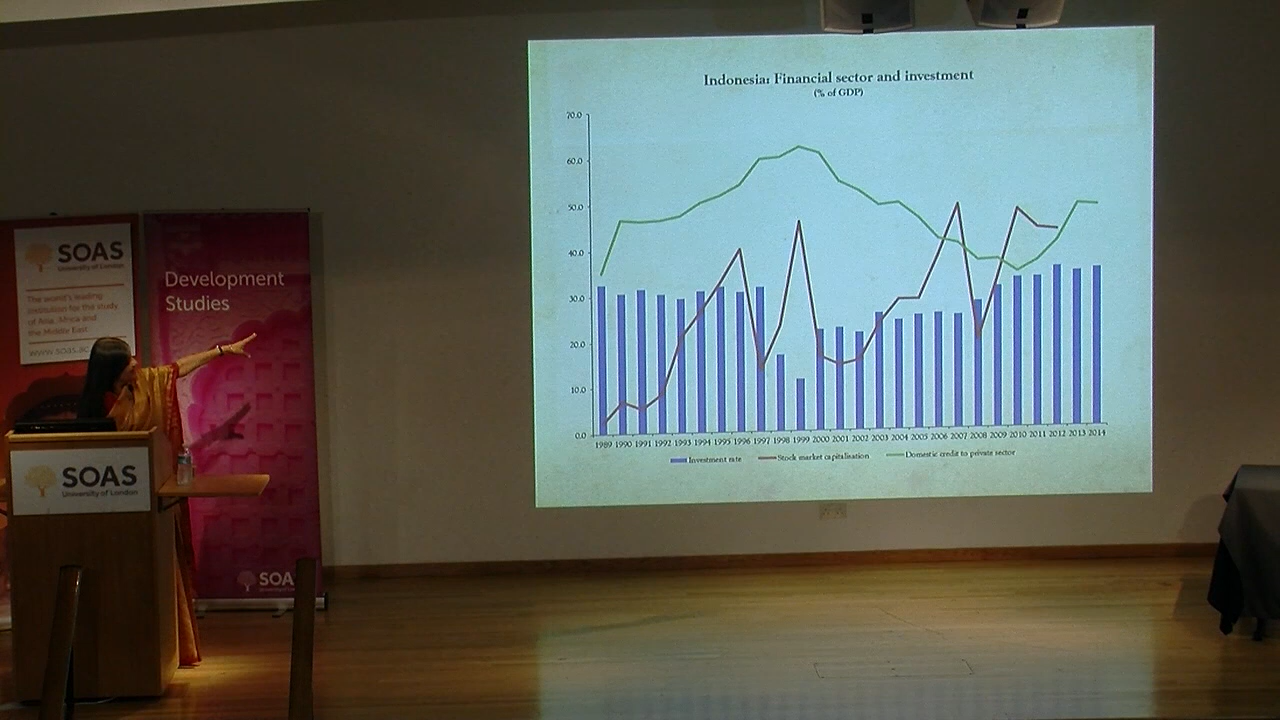 SOAS
University of London
The world's leading
institution for the study
of Asia, Africa and
the Middle East
www.soas.ac
Development
Studies
SOAS
University of London
SOA
Indonesia: Financial sector and investment
(% of GDP)
70.0
60.0
50.0
40.0
30.0
20.0
10.0
0.0
1989 1990 1991 1992 1993 1994 1995 1996 1997 1998 1999 2000 2001 2002 2003 2004 2005 2006 2007 2008 2009 2010 2011 2012 2013 2014
Investment rate Stock market capitalisation Domestic credit to private sector